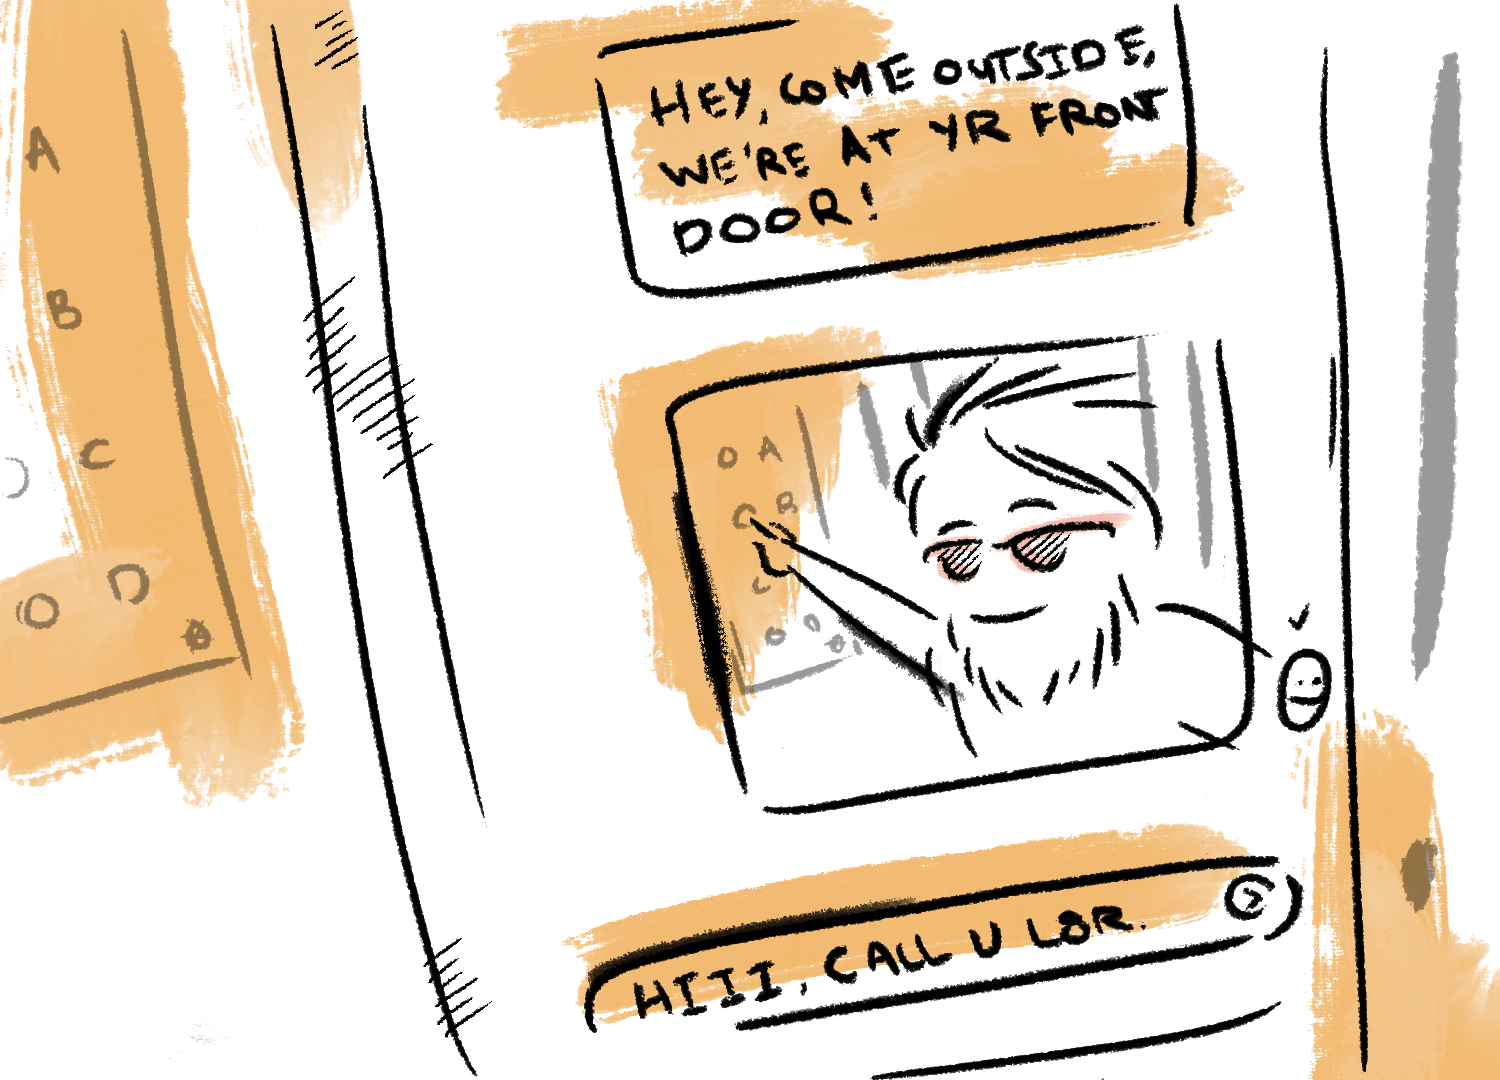 HEY, COME OUTSIDE,
WE'RE AT YR FRONT
DOOR!
A
B
C
D
O
O A
C B
HIII, CALL U L8R.